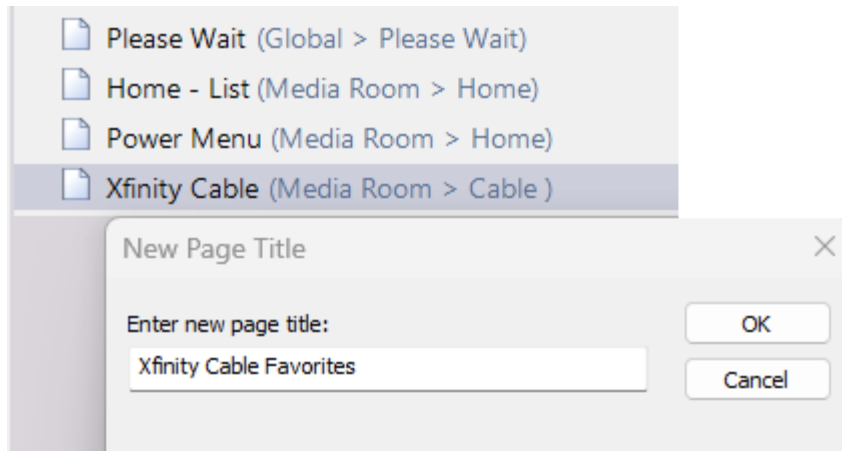 Please Wait (Global > Please Wait)
Home - List (Media Room > Home)
Power Menu (Media Room > Home)
Xfinity Cable (Media Room > Cable )
New Page Title
Enter new page title:
OK
Xfinity Cable Favorites
Cancel